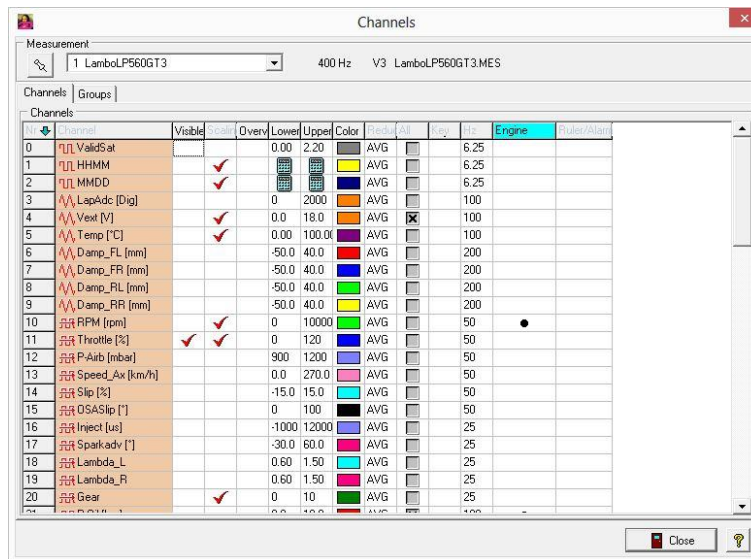 Channels
Measurement
1 LamboLP560GT3 400 Hz V3 LamboLP560GT3.MES
Channels Groups
Channels
Nr Channel Visible Scalin Overv Lower Upper Color Reduc All Key Hz Engine Ruler/Alarm
0 ValidSat 0.00 2.20 AVG 6.25
1 HHMM AVG 6.25
2 MMDD AVG 6.25
3 LapAdc [Dig] 0 2000 AVG 100
4 Vext [V] 0.0 18.0 AVG 100
5 Temp [°C] 0.00 100.0 AVG 100
6 Damp_FL [mm] -50.0 40.0 AVG 200
7 Damp_FR [mm] -50.0 40.0 AVG 200
8 Damp_RL [mm] -50.0 40.0 AVG 200
9 Damp_RR [mm] -50.0 40.0 AVG 200
10 RPM [rpm] 0 10000 AVG 50
11 Throttle [%] 0 120 AVG 50
12 P-Airb [mbar] 900 1200 AVG 50
13 Speed_Ax [km/h] 0.0 270.0 AVG 50
14 Slip [%] -15.0 15.0 AVG 50
15 OSASlip [°] 0 100 AVG 50
16 Inject [us] -1000 12000 AVG 25
17 Sparkadv [°] -30.0 60.0 AVG 25
18 Lambda_L 0.60 1.50 AVG 25
19 Lambda_R 0.60 1.50 AVG 25
20 Gear 0 10 AVG 25
Close